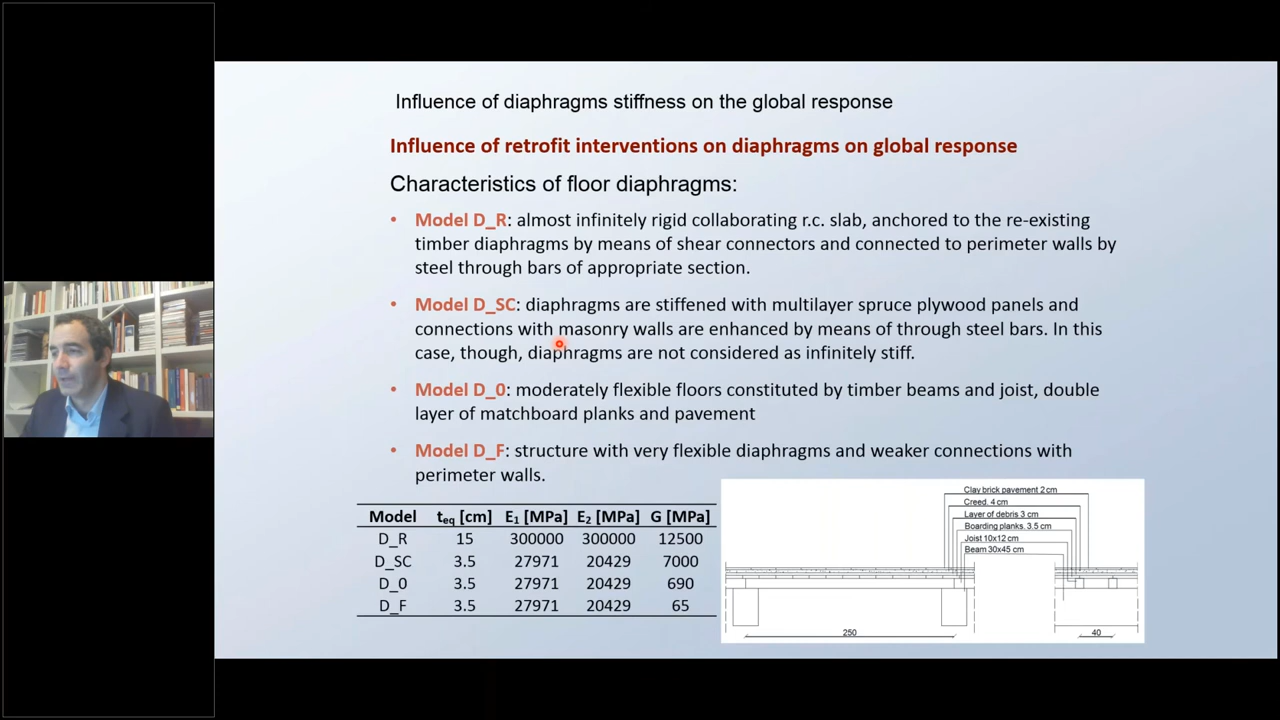 Influence of diaphragms stiffness on the global response
Influence of retrofit interventions on diaphragms on global response
Characteristics of floor diaphragms:
• Model D_R: almost infinitely rigid collaborating r.c. slab, anchored to the re-existing
timber diaphragms by means of shear connectors and connected to perimeter walls by
steel through bars of appropriate section.
• Model D_SC: diaphragms are stiffened with multilayer spruce plywood panels and
connections with masonry walls are enhanced by means of through steel bars. In this
case, though, diaphragms are not considered as infinitely stiff.
• Model D_0: moderately flexible floors constituted by timber beams and joist, double
layer of matchboard planks and pavement
• Model D_F: structure with very flexible diaphragms and weaker connections with
perimeter walls.
Model teq [cm] E1 [MPa] E2 [MPa] G [MPa]
D_R 15 300000 300000 12500
D_SC 3.5 27971 20429 7000
D_0 3.5 27971 20429 690
D_F 3.5 27971 20429 65
Clay brick pavement 2 cm
Creed. 4 cm
Layer of debris 3 cm
Boarding planks. 3.5 cm
Joist 10x12 cm
Beam 30x45 cm
250
40